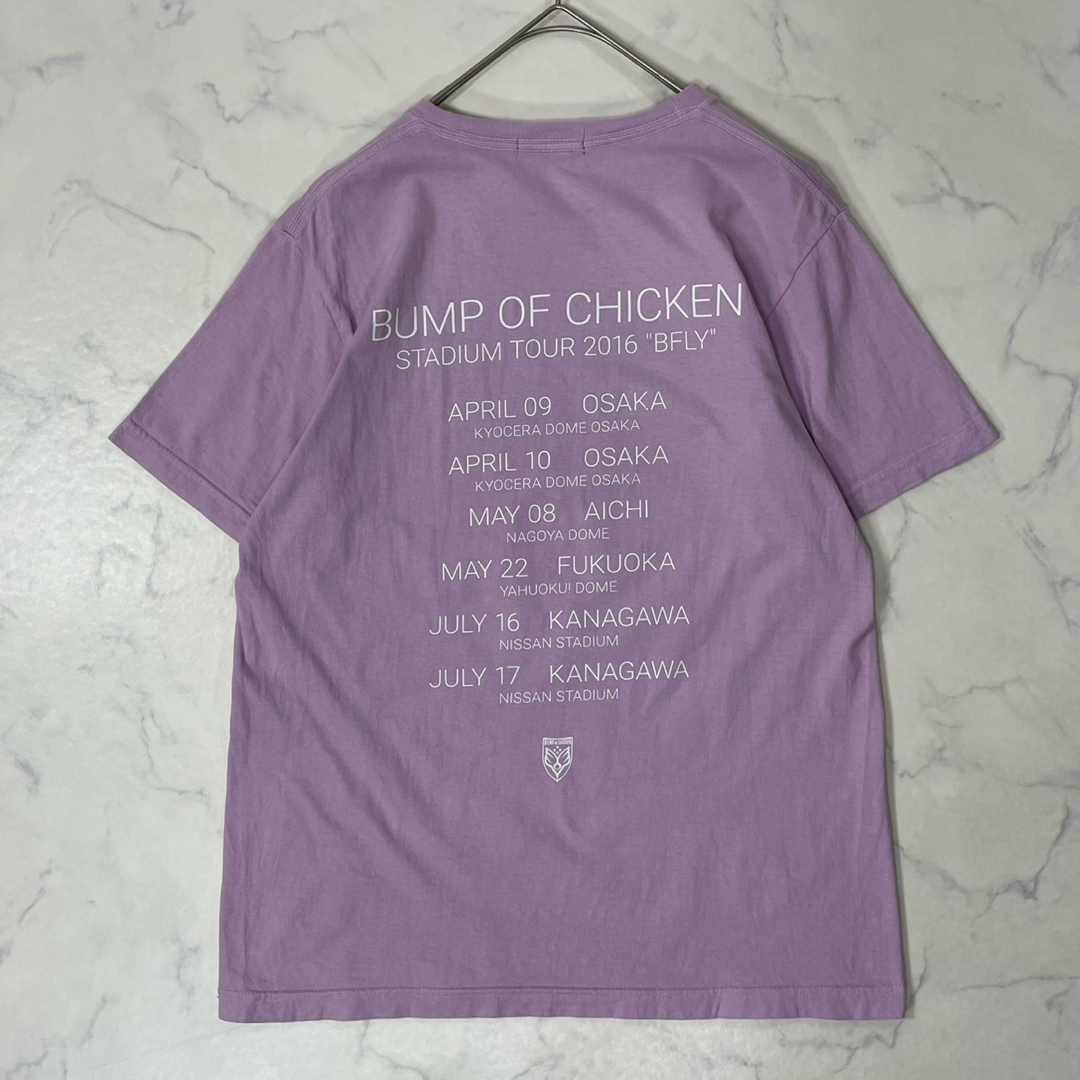 BUMP OF CHICKEN
STADIUM TOUR 2016 "BFLY"
APRIL 09 OSAKA
KYOCERA DOME OSAKA
APRIL 10 OSAKA
KYOCERA DOME OSAKA
MAY 08 AICHI
NAGOYA DOME
MAY 22 FUKUOKA
YAHUOKU! DOME
JULY 16 KANAGAWA
NISSAN STADIUM
JULY 17 KANAGAWA
NISSAN STADIUM